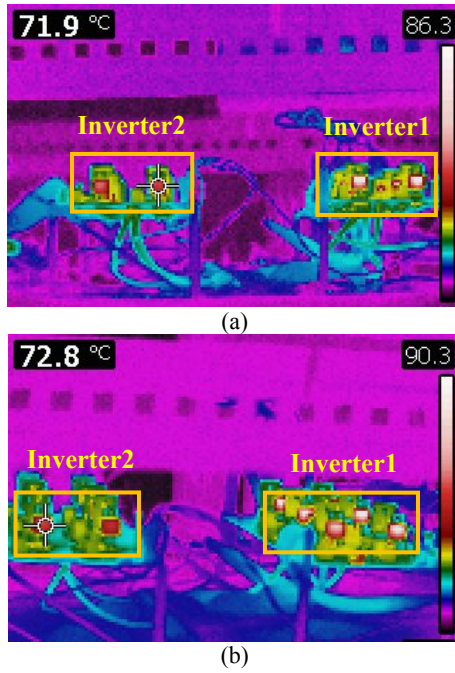 71.9 °C
86.3
Inverter2
Inverter1
(a)
72.8 °C
90.3
Inverter2
Inverter1
(b)